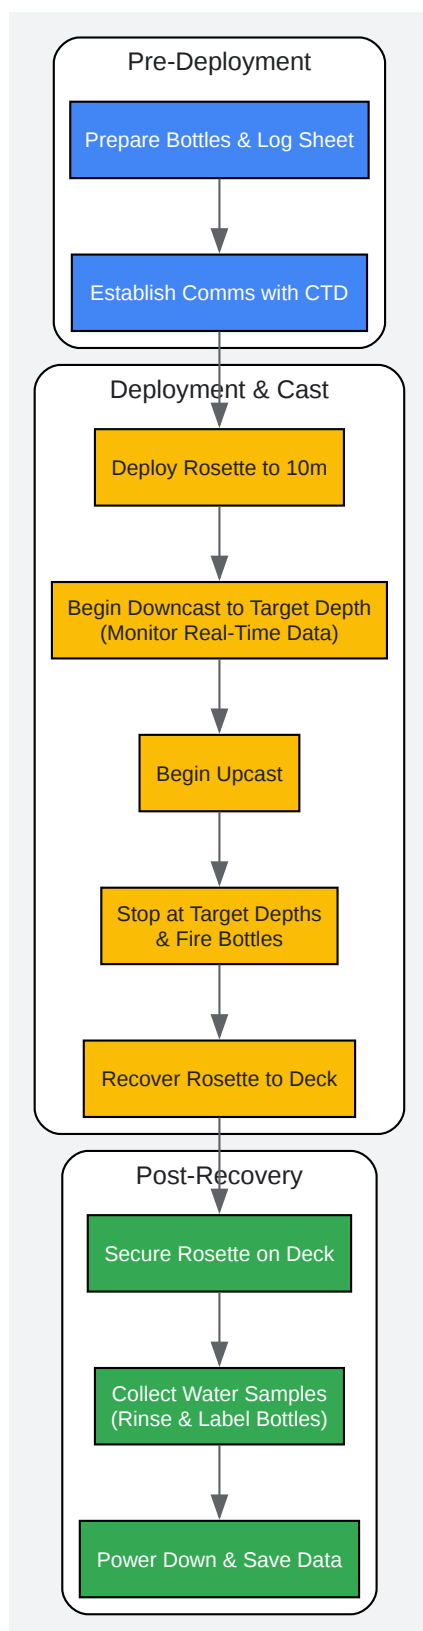 Pre-Deployment
Prepare Bottles & Log Sheet
Establish Comms with CTD
Deployment & Cast
Deploy Rosette to 10m
Begin Downcast to Target Depth
(Monitor Real-Time Data)
Begin Upcast
Stop at Target Depths
& Fire Bottles
Recover Rosette to Deck
Post-Recovery
Secure Rosette on Deck
Collect Water Samples
(Rinse & Label Bottles)
Power Down & Save Data